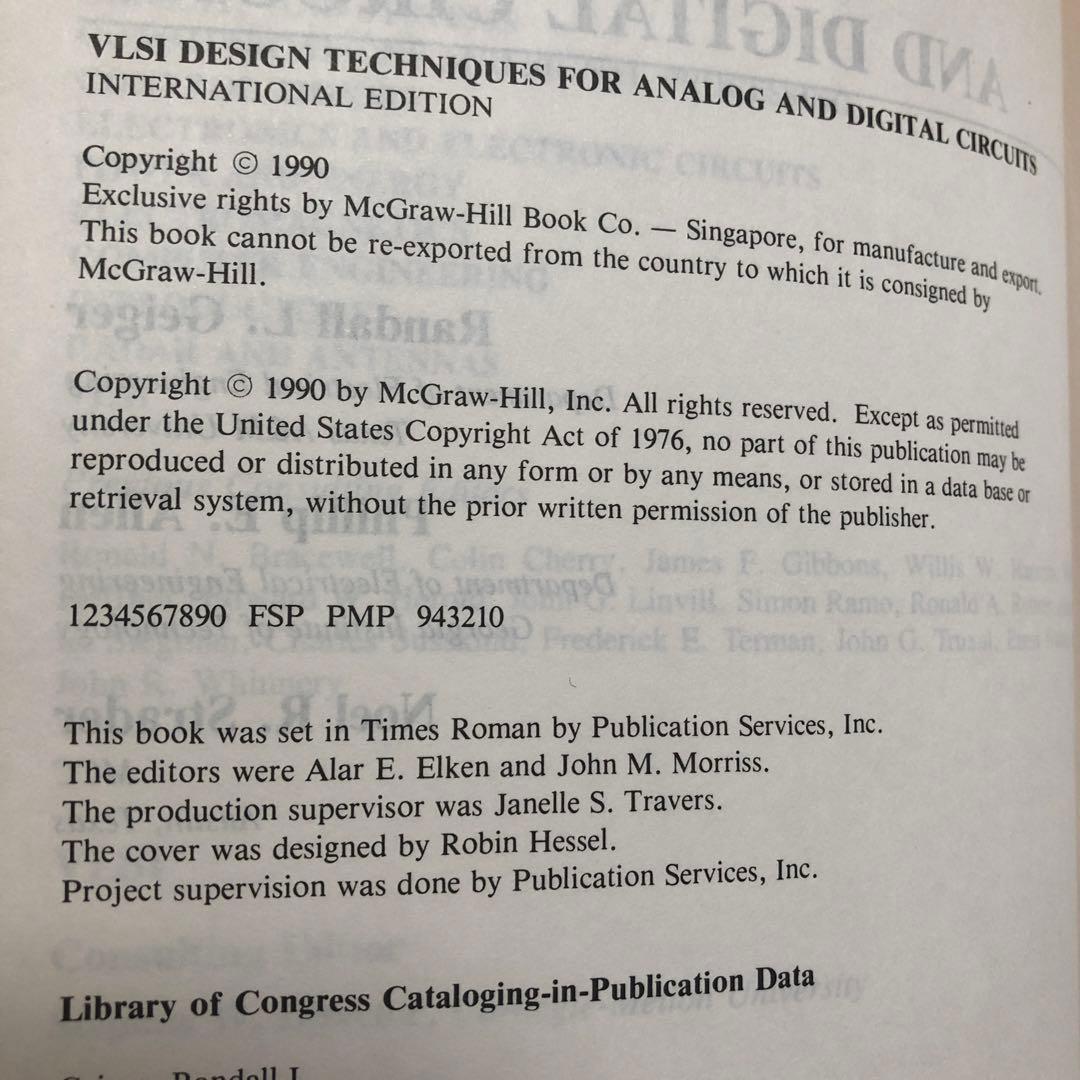 VLSI DESIGN TECHNIQUES FOR ANALOG AND DIGITAL CIRCUITS
INTERNATIONAL EDITION
Copyright © 1990
Exclusive rights by McGraw-Hill Book Co. — Singapore, for manufacture and export.
This book cannot be re-exported from the country to which it is consigned by
McGraw-Hill.
Copyright © 1990 by McGraw-Hill, Inc. All rights reserved. Except as permitted
under the United States Copyright Act of 1976, no part of this publication may be
reproduced or distributed in any form or by any means, or stored in a data base or
retrieval system, without the prior written permission of the publisher.
1234567890 FSP PMP 943210
This book was set in Times Roman by Publication Services, Inc.
The editors were Alar E. Elken and John M. Morriss.
The production supervisor was Janelle S. Travers.
The cover was designed by Robin Hessel.
Project supervision was done by Publication Services, Inc.
Library of Congress Cataloging-in-Publication Data